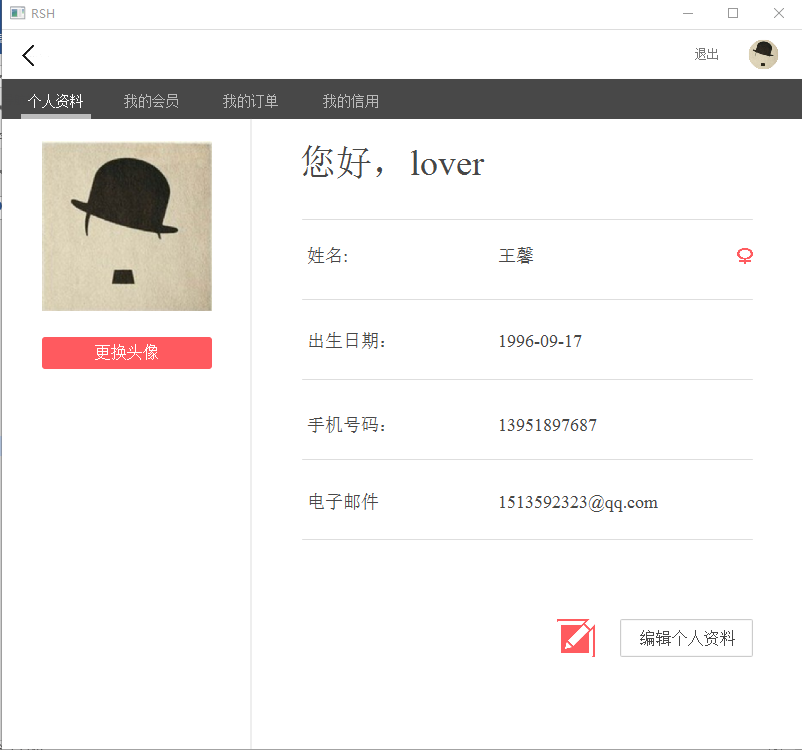 RSH
退出
个人资料 我的会员 我的订单 我的信用
您好，lover
更换头像
姓名: 王馨
出生日期： 1996-09-17
手机号码： 13951897687
电子邮件 1513592323@qq.com
编辑个人资料